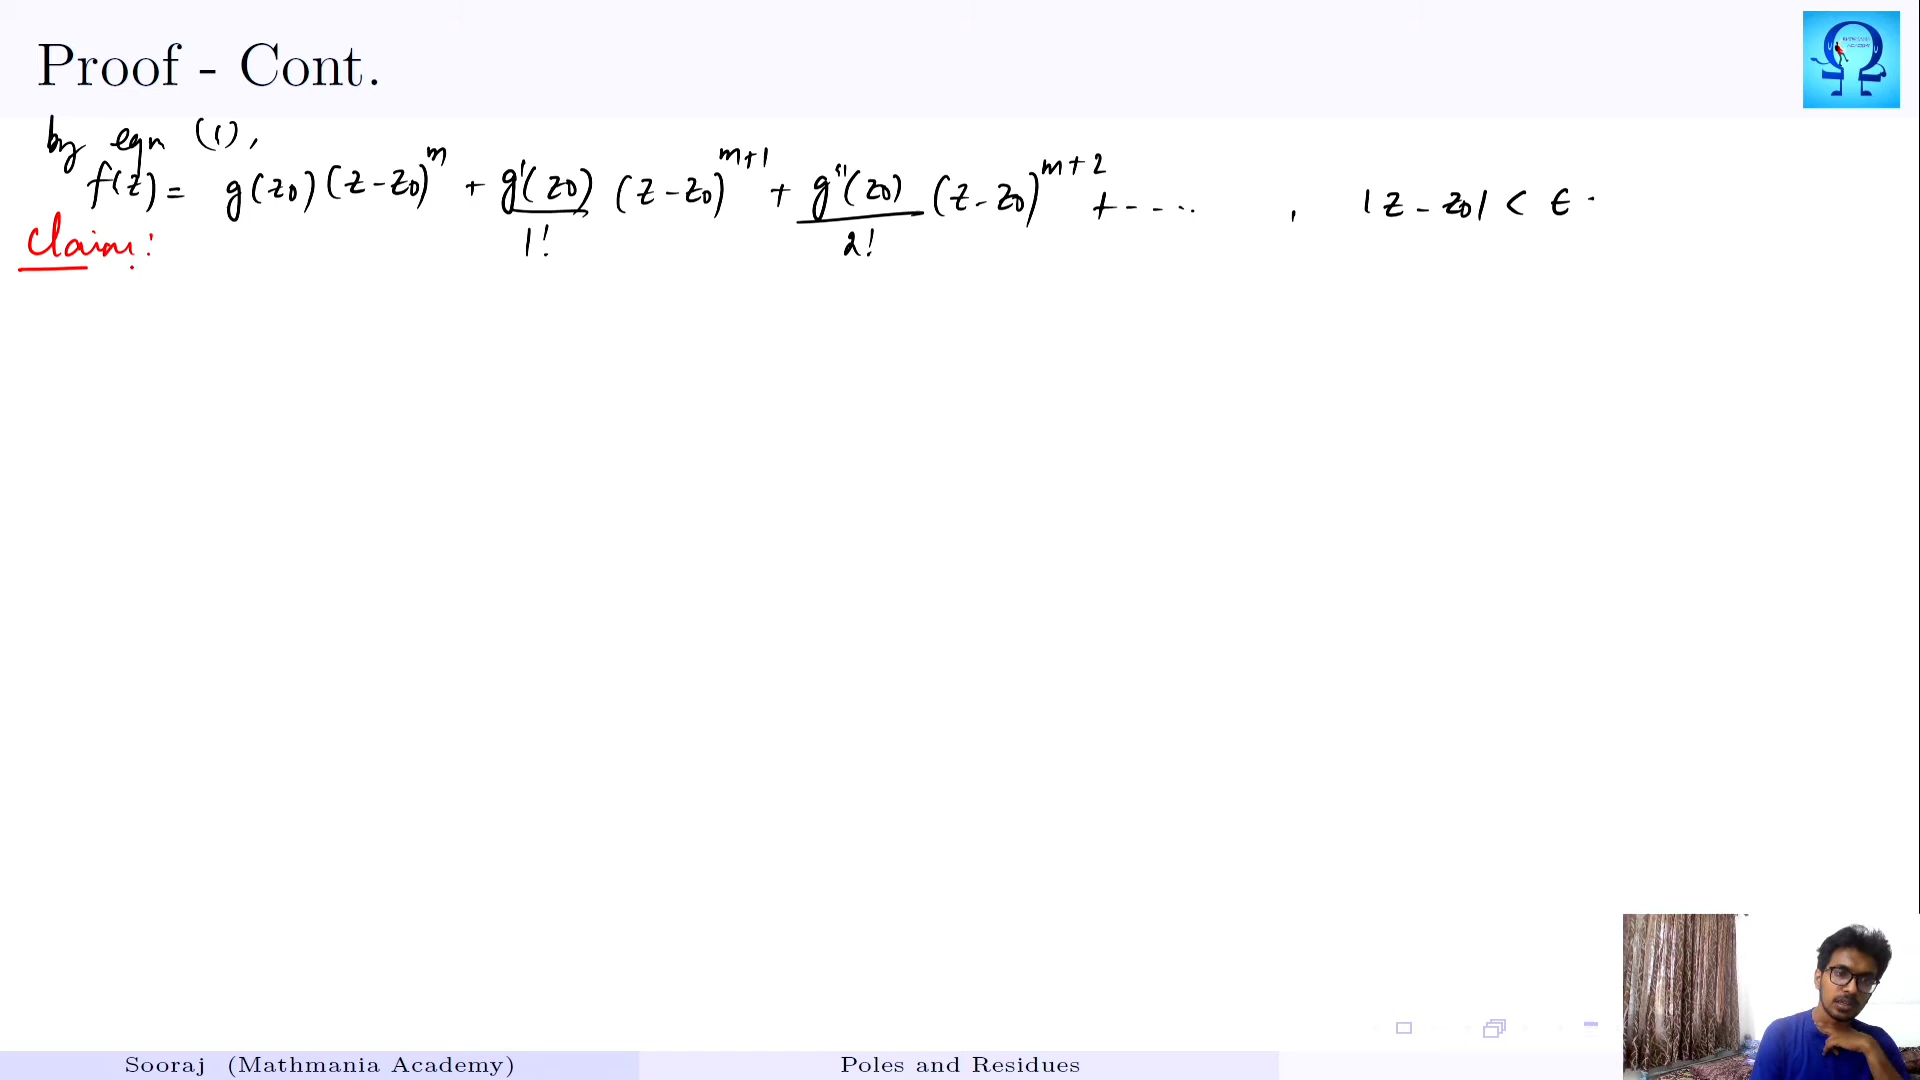 Proof - Cont.
by eqn (1),
f(z) = g(z₀)(z-z₀)^m + g'(z₀)/1! (z-z₀)^{m+1} + g''(z₀)/2! (z-z₀)^{m+2} + - - .. , |z - z₀| < ϵ .
Claim:
Sooraj (Mathmania Academy)
Poles and Residues